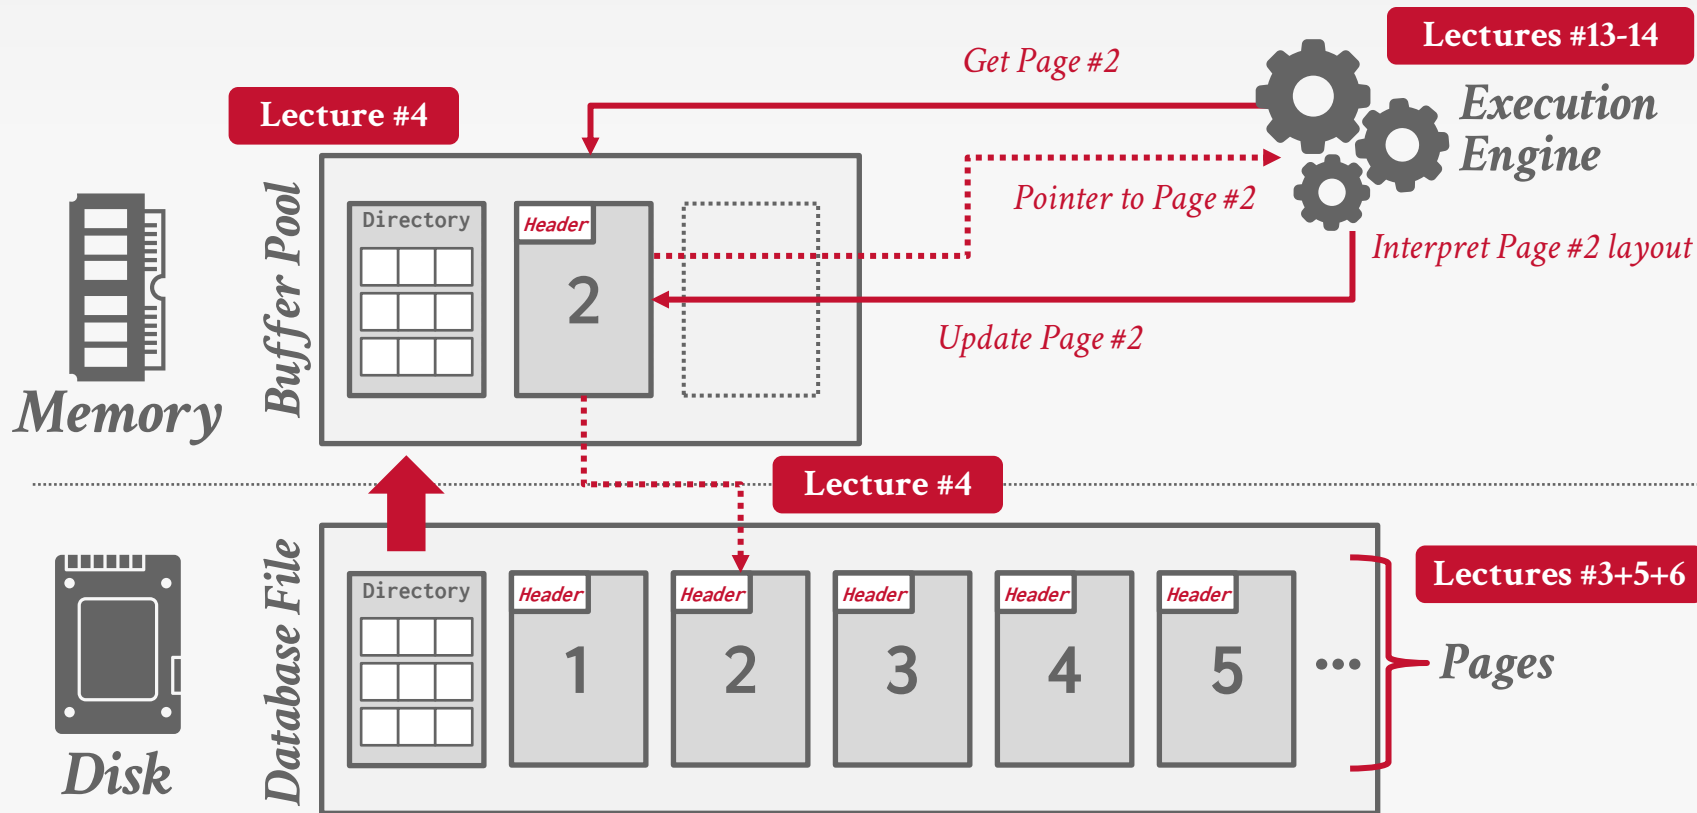 Lectures #13-14
Get Page #2
Execution
Engine
Lecture #4
Pointer to Page #2
Interpret Page #2 layout
Update Page #2
Memory
Buffer Pool
Directory
Header
2
Lecture #4
Disk
Database File
Directory
Header
1
Header
2
Header
3
Header
4
Header
5
...
Lectures #3+5+6
Pages